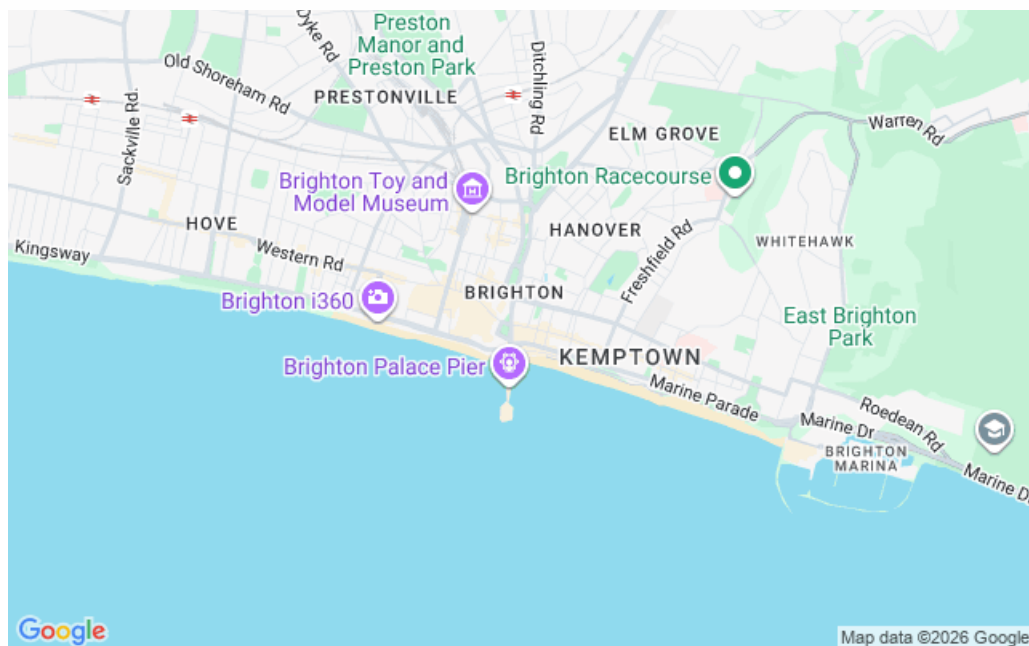 Preston
Manor and
Preston Park
Dyke Rd
Ditchling Rd
Old Shoreham Rd
PRESTONVILLE
Sackville Rd.
ELM GROVE
Warren Rd
Brighton Toy and
Model Museum
Brighton Racecourse
HOVE
HANOVER
Freshfield Rd
WHITEHAWK
Kingsway
Western Rd
Brighton i360
BRIGHTON
East Brighton
Park
Brighton Palace Pier
KEMPTOWN
Marine Parade
Roedean Rd
Marine Dr
BRIGHTON
MARINA
Marine Dr
Google
Map data ©2026 Google